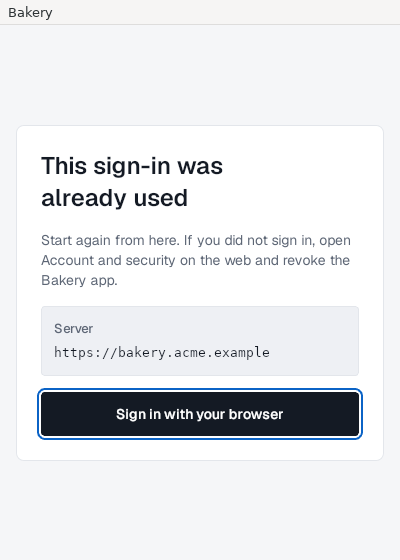 Bakery
This sign-in was
already used
Start again from here. If you did not sign in, open
Account and security on the web and revoke the
Bakery app.
Server
https://bakery.acme.example
Sign in with your browser